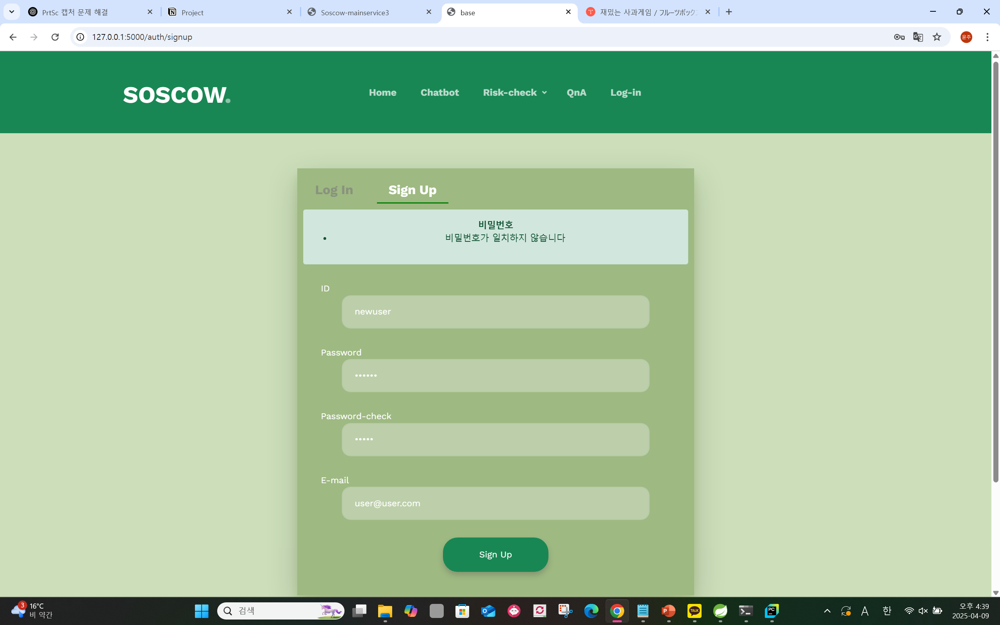 PrtSc 캡처 문제 해결
Project
Soscow-mainservice3
base
재밌는 사과게임 / フルーツボックス
127.0.0.1:5000/auth/signup
윤주
soscow.
Home Chatbot Risk-check QnA Log-in
Log In Sign Up
비밀번호
• 비밀번호가 일치하지 않습니다
ID
newuser
Password
••••••
Password-check
•••••
E-mail
user@user.com
Sign Up
3
16°C
비 약간
검색
TALK
PC
A 한
오후 4:39
2025-04-09